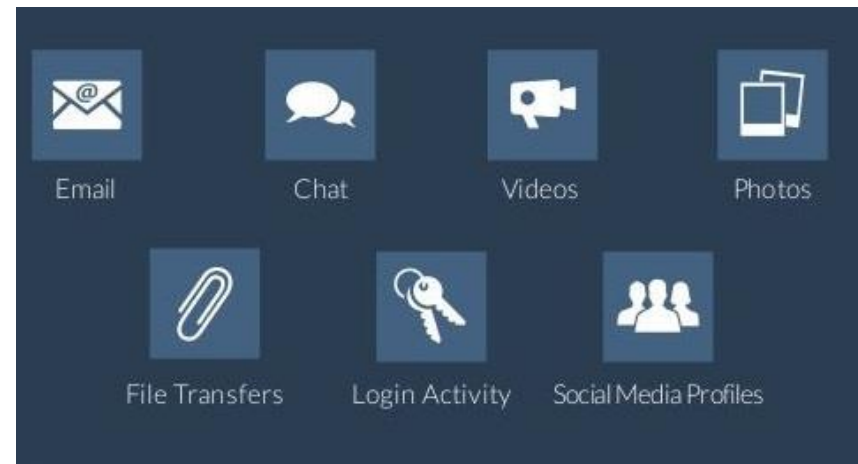 @
Email
Chat
Videos
Photos
File Transfers
Login Activity
Social Media Profiles